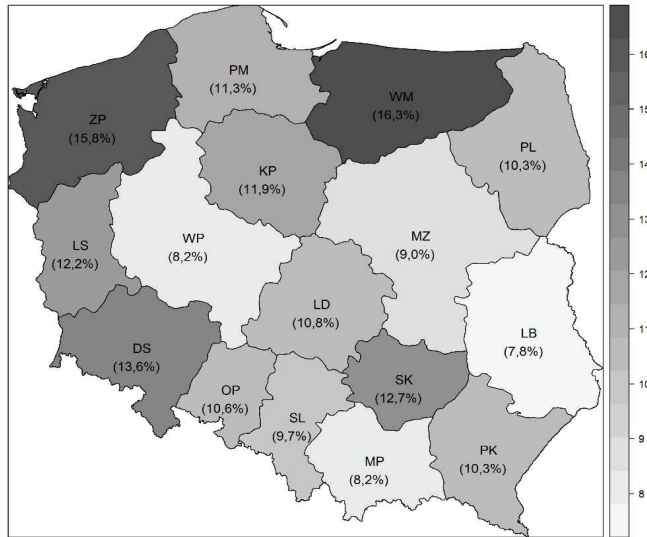 PM
(11,3%)
WM
(16,3%)
ZP
(15,8%)
PL
(10,3%)
KP
(11,9%)
WP
(8,2%)
MZ
(9,0%)
LS
(12,2%)
LD
(10,8%)
LB
(7,8%)
DS
(13,6%)
OP
(10,6%)
SK
(12,7%)
SL
(9,7%)
PK
(10,3%)
MP
(8,2%)
16
15
14
13
12
11
10
9
8